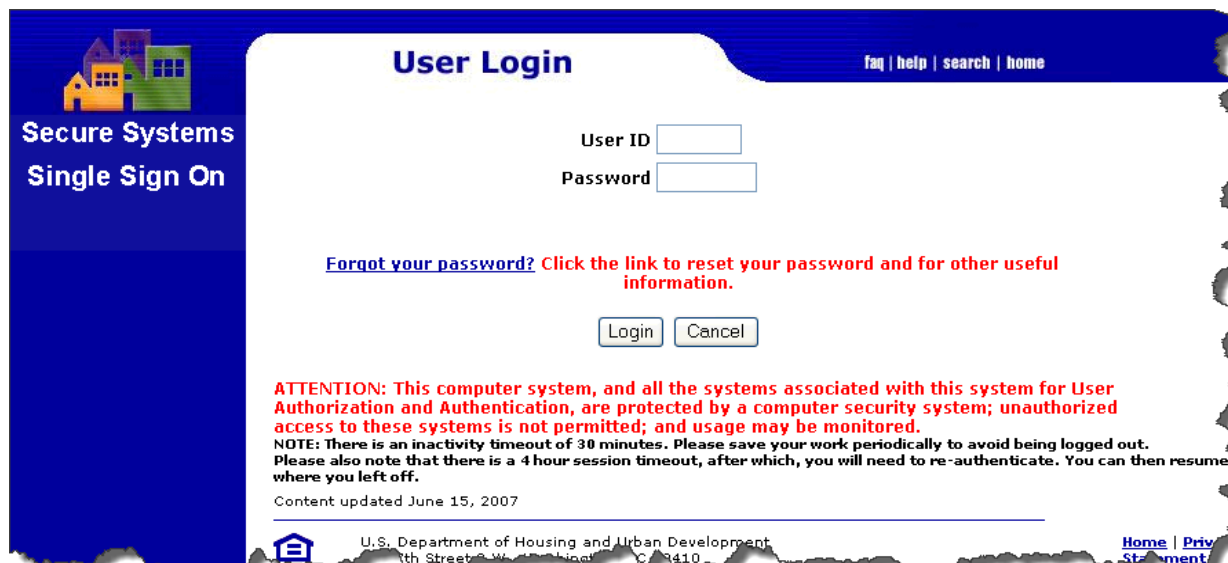 User Login
faq | help | search | home
Secure Systems
Single Sign On
User ID
Password
Forgot your password? Click the link to reset your password and for other useful
information.
Login Cancel
ATTENTION: This computer system, and all the systems associated with this system for User
Authorization and Authentication, are protected by a computer security system; unauthorized
access to these systems is not permitted; and usage may be monitored.
NOTE: There is an inactivity timeout of 30 minutes. Please save your work periodically to avoid being logged out.
Please also note that there is a 4 hour session timeout, after which, you will need to re-authenticate. You can then resume
where you left off.
Content updated June 15, 2007
U.S. Department of Housing and Urban Development
Home | Priv
Street